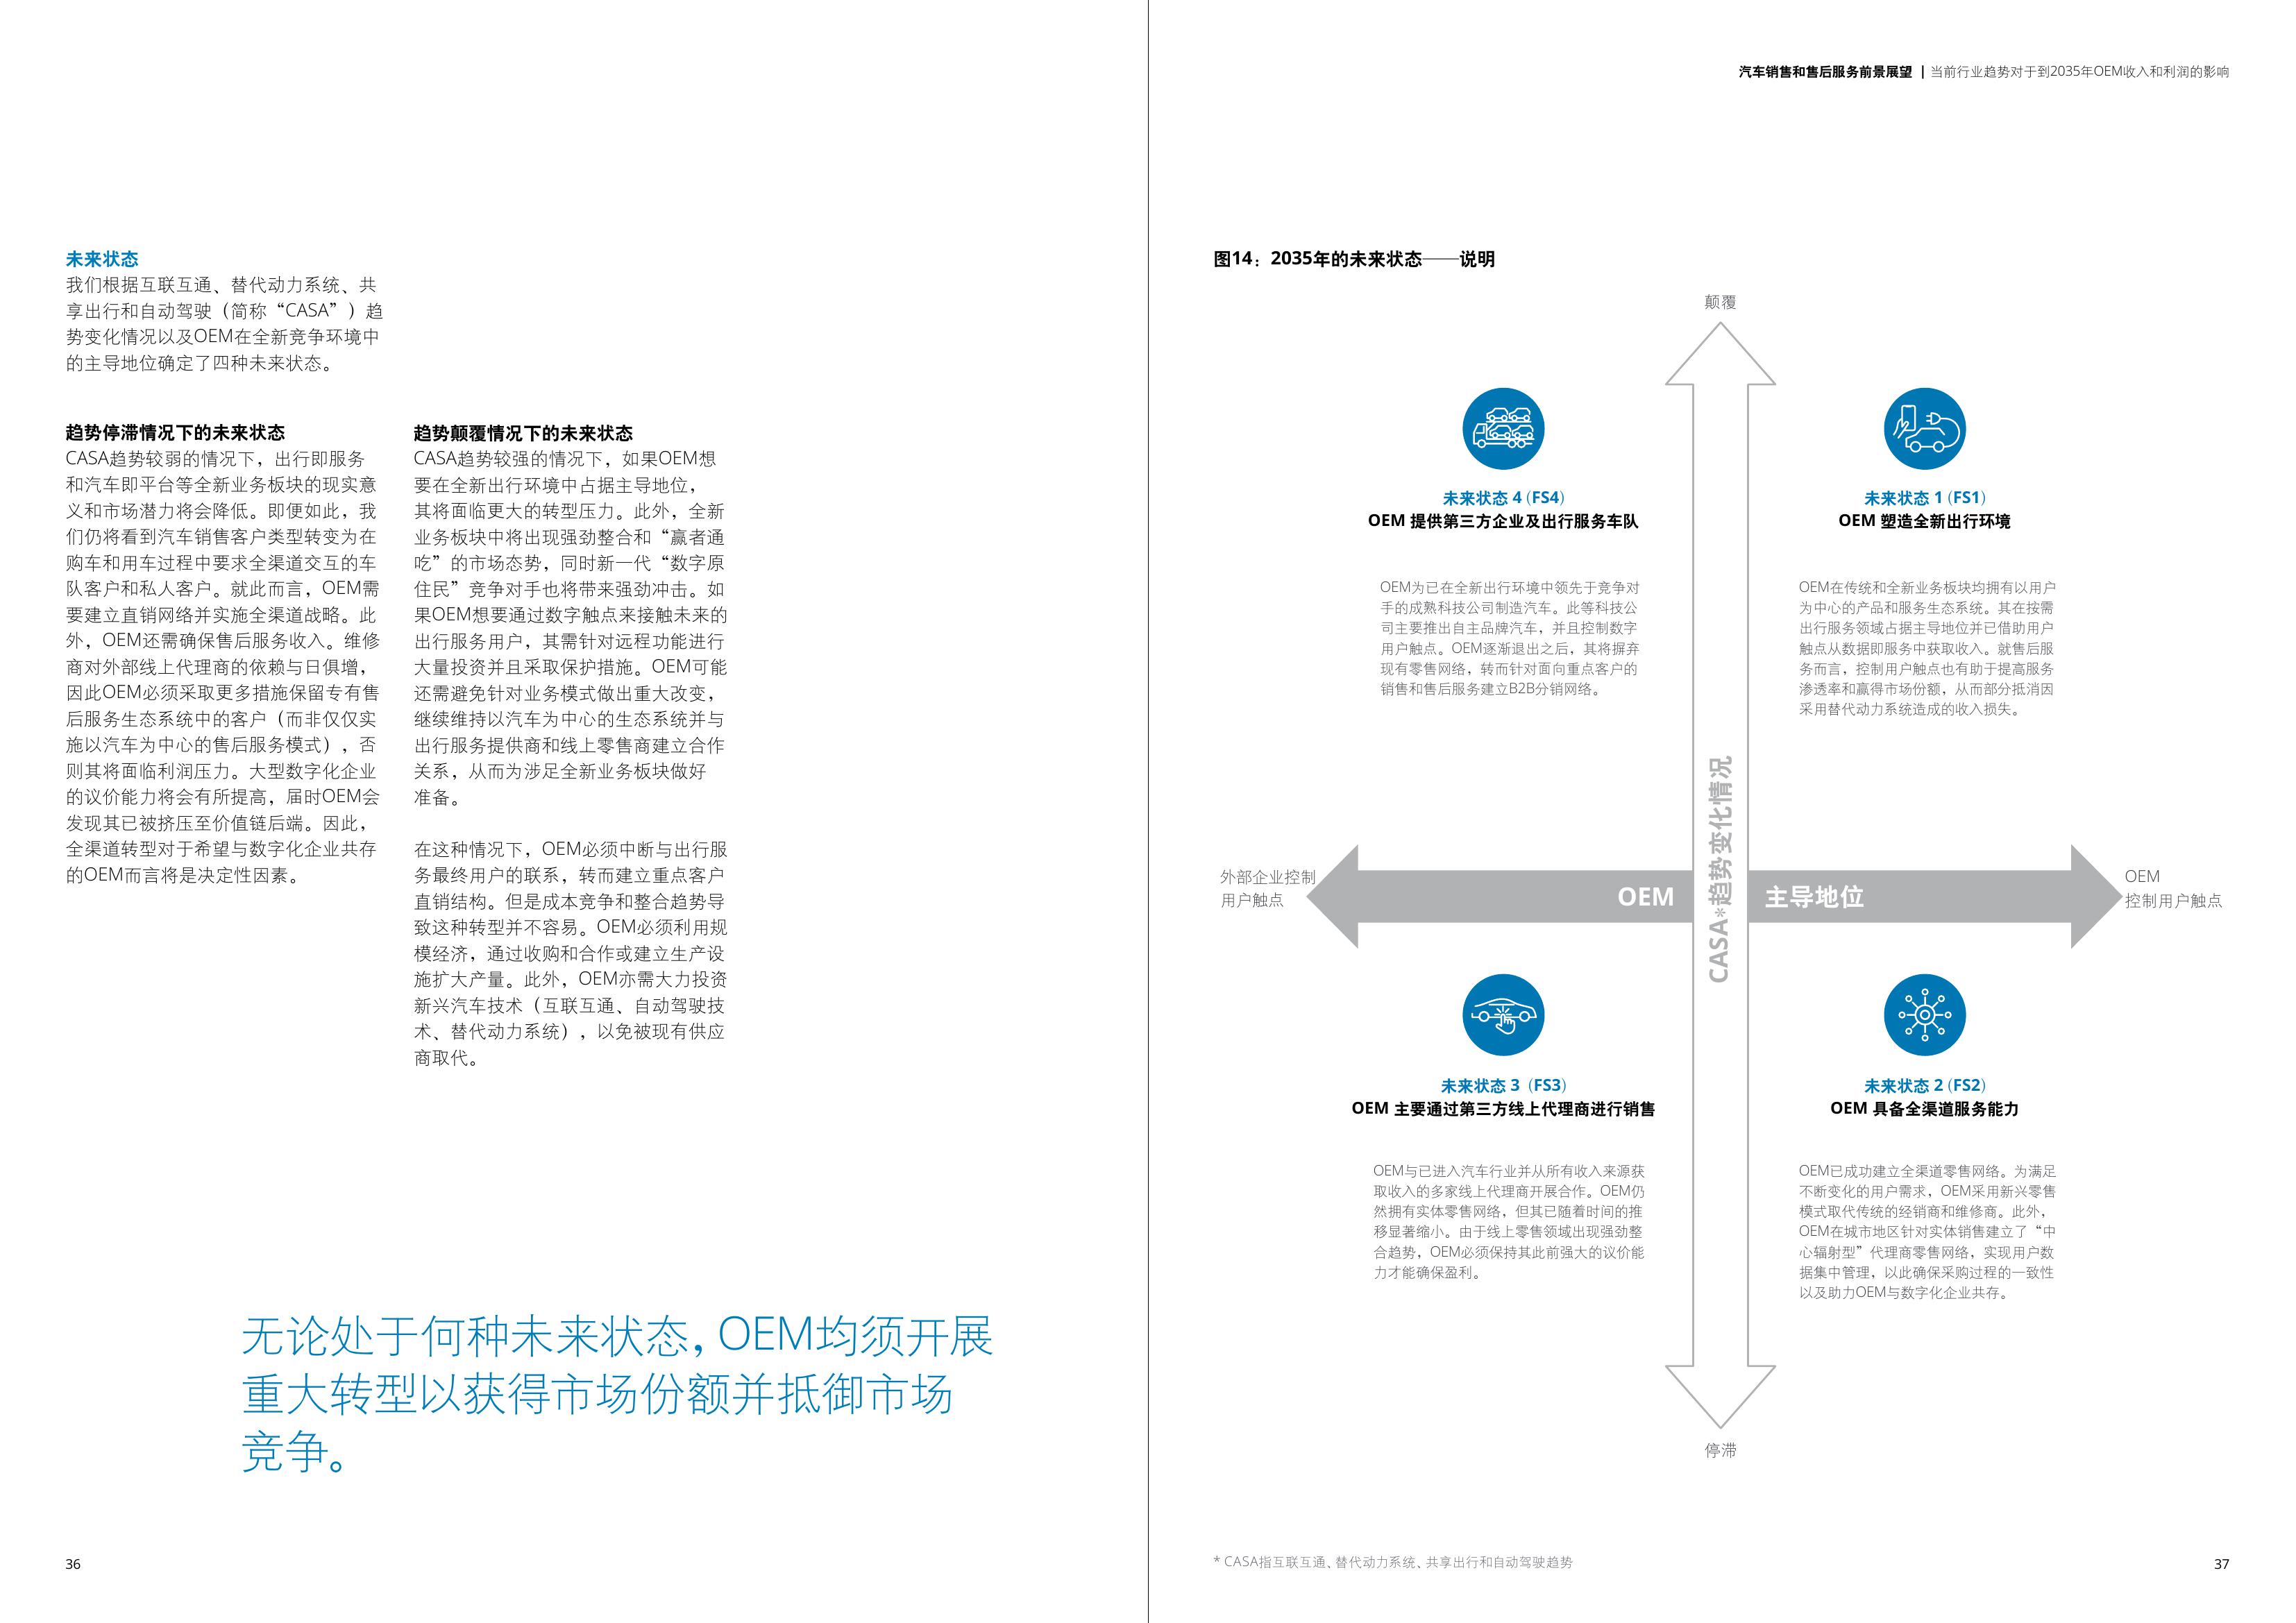 汽车销售和售后服务前景展望 | 当前行业趋势对于到2035年OEM收入和利润的影响
未来状态
我们根据互联互通、替代动力系统、共
享出行和自动驾驶（简称“CASA”）趋
势变化情况以及OEM在全新竞争环境中
的主导地位确定了四种未来状态。
趋势停滞情况下的未来状态
CASA趋势较弱的情况下，出行即服务
和汽车即平台等全新业务板块的现实意
义和市场潜力将会降低。即便如此，我
们仍将看到汽车销售客户类型转变为在
购车和用车过程中要求全渠道交互的车
队客户和私人客户。就此而言，OEM需
要建立直销网络并实施全渠道战略。此
外，OEM还需确保售后服务收入。维修
商对外部线上代理商的依赖与日俱增，
因此OEM必须采取更多措施保留专有售
后服务生态系统中的客户（而非仅仅实
施以汽车为中心的售后服务模式），否
则其将面临利润压力。大型数字化企业
的议价能力将会有所提高，届时OEM会
发现其已被挤压至价值链后端。因此，
全渠道转型对于希望与数字化企业共存
的OEM而言将是决定性因素。
趋势颠覆情况下的未来状态
CASA趋势较强的情况下，如果OEM想
要在全新出行环境中占据主导地位，
其将面临更大的转型压力。此外，全新
业务板块中将出现强劲整合和“赢者通
吃”的市场态势，同时新一代“数字原
住民”竞争对手也将带来强劲冲击。如
果OEM想要通过数字触点来接触未来的
出行服务用户，其需针对远程功能进行
大量投资并且采取保护措施。OEM可能
还需避免针对业务模式做出重大改变，
继续维持以汽车为中心的生态系统并与
出行服务提供商和线上零售商建立合作
关系，从而为涉足全新业务板块做好
准备。
在这种情况下，OEM必须中断与出行服
务最终用户的联系，转而建立重点客户
直销结构。但是成本竞争和整合趋势导
致这种转型并不容易。OEM必须利用规
模经济，通过收购和合作或建立生产设
施扩大产量。此外，OEM亦需大力投资
新兴汽车技术（互联互通、自动驾驶技
术、替代动力系统），以免被现有供应
商取代。
无论处于何种未来状态，OEM均须开展
重大转型以获得市场份额并抵御市场
竞争。
36
图14：2035年的未来状态——说明
颠覆
未来状态 4 (FS4)
OEM 提供第三方企业及出行服务车队
OEM为已在全新出行环境中领先于竞争对
手的成熟科技公司制造汽车。此等科技公
司主要推出自主品牌汽车，并且控制数字
用户触点。OEM逐渐退出之后，其将摒弃
现有零售网络，转而针对面向重点客户的
销售和售后服务建立B2B分销网络。
未来状态 1 (FS1)
OEM 塑造全新出行环境
OEM在传统和全新业务板块均拥有以用户
为中心的产品和服务生态系统。其在按需
出行服务领域占据主导地位并已借助用户
触点从数据即服务中获取收入。就售后服
务而言，控制用户触点也有助于提高服务
渗透率和赢得市场份额，从而部分抵消因
采用替代动力系统造成的收入损失。
CASA*趋势变化情况
外部企业控制
用户触点
OEM 主导地位
OEM
控制用户触点
未来状态 3 (FS3)
OEM 主要通过第三方线上代理商进行销售
OEM与已进入汽车行业并从所有收入来源获
取收入的多家线上代理商开展合作。OEM仍
然拥有实体零售网络，但其已随着时间的推
移显著缩小。由于线上零售领域出现强劲整
合趋势，OEM必须保持其此前强大的议价能
力才能确保盈利。
未来状态 2 (FS2)
OEM 具备全渠道服务能力
OEM已成功建立全渠道零售网络。为满足
不断变化的用户需求，OEM采用新兴零售
模式取代传统的经销商和维修商。此外，
OEM在城市地区针对实体销售建立了“中
心辐射型”代理商零售网络，实现用户数
据集中管理，以此确保采购过程的一致性
以及助力OEM与数字化企业共存。
停滞
* CASA指互联互通、替代动力系统、共享出行和自动驾驶趋势
37